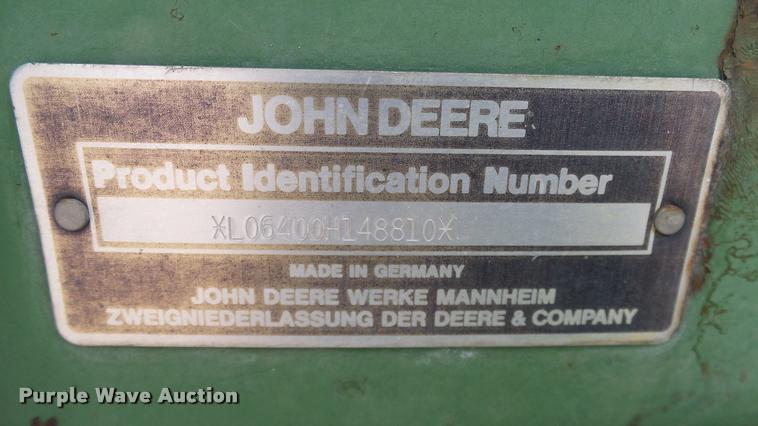 JOHN DEERE
Product Identification Number
*L06400H148810*
MADE IN GERMANY
JOHN DEERE WERKE MANNHEIM
ZWEIGNIEDERLASSUNG DER DEERE & COMPANY
Purple Wave Auction